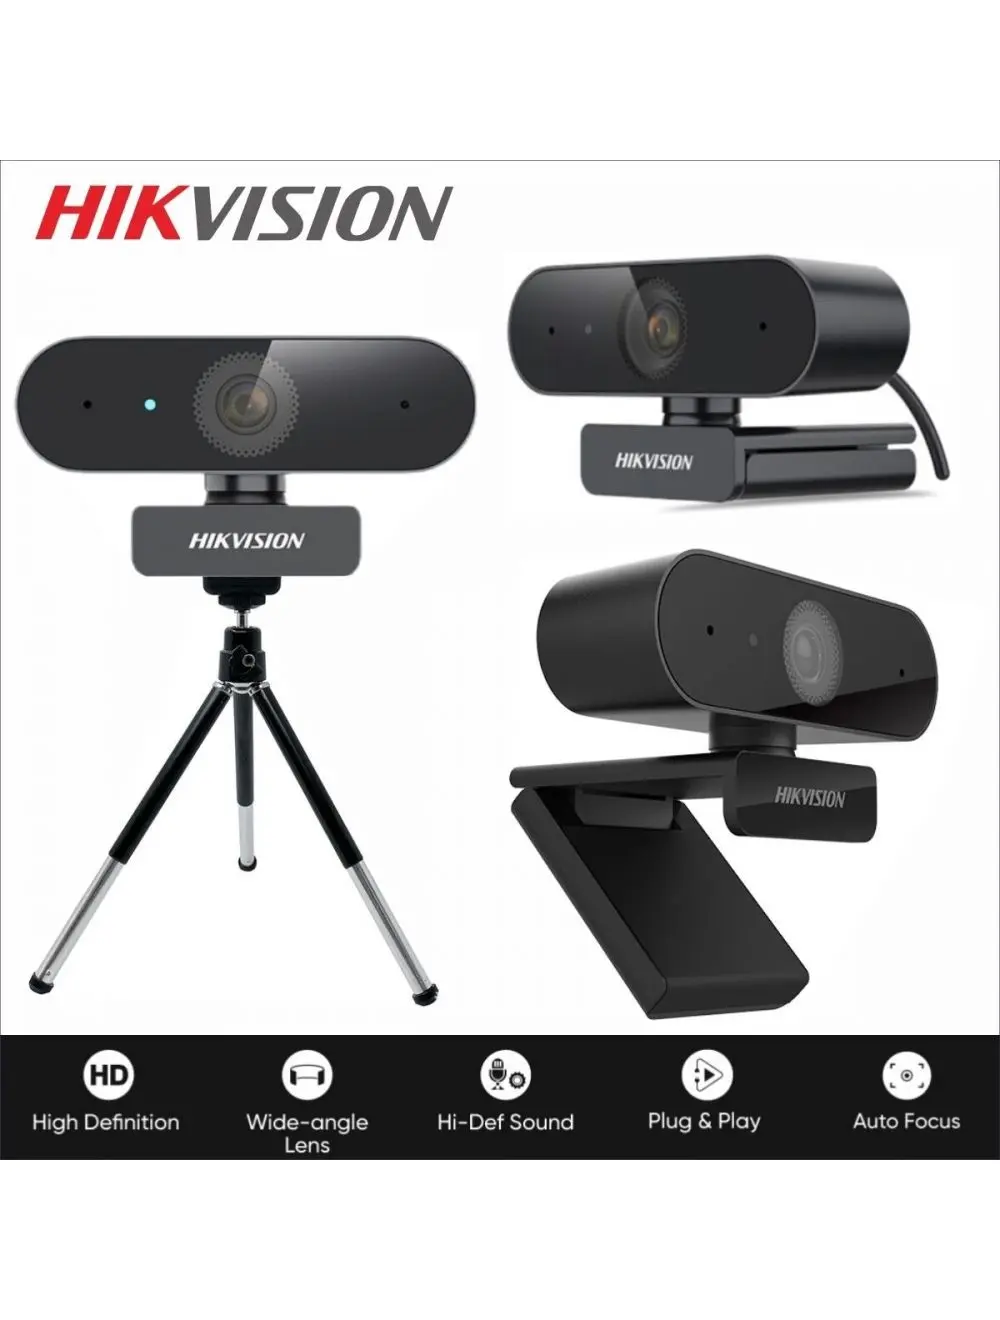 HIKVISION
HIKVISION
HIKVISION
HIKVISION
HD
High Definition
Wide-angle
Lens
Hi-Def Sound
Plug & Play
Auto Focus